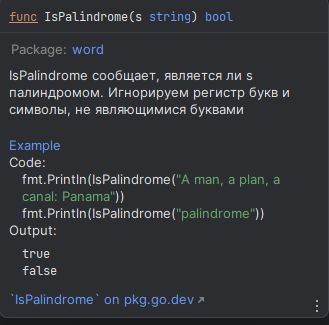 func IsPalindrome(s string) bool
Package: word
IsPalindrome сообщает, является ли s
палиндромом. Игнорируем регистр букв и
символы, не являющимися буквами
Example
Code:
fmt.Println(IsPalindrome("A man, a plan, a
canal: Panama"))
fmt.Println(IsPalindrome("palindrome"))
Output:
true
false
`IsPalindrome` on pkg.go.dev↗